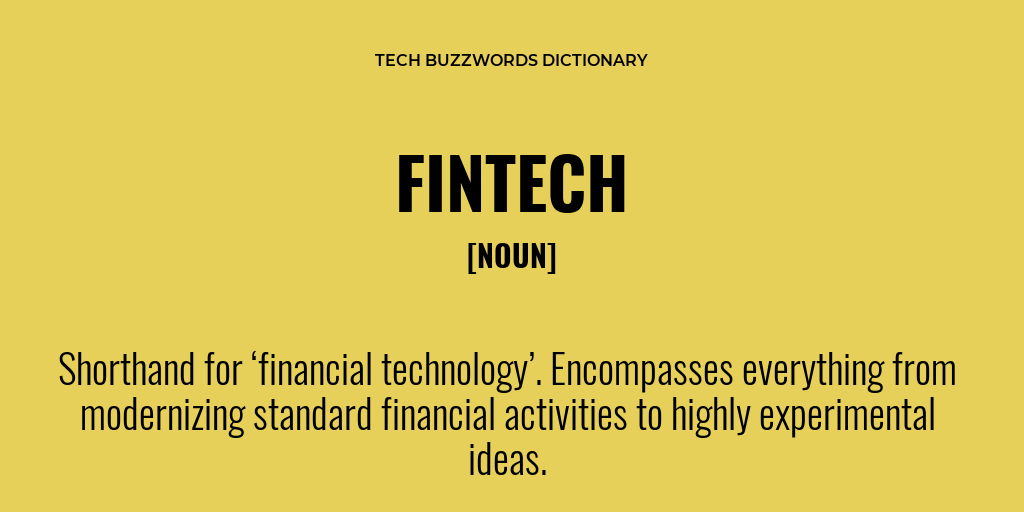 TECH BUZZWORDS DICTIONARY
FINTECH
[NOUN]
Shorthand for ‘financial technology’. Encompasses everything from
modernizing standard financial activities to highly experimental
ideas.